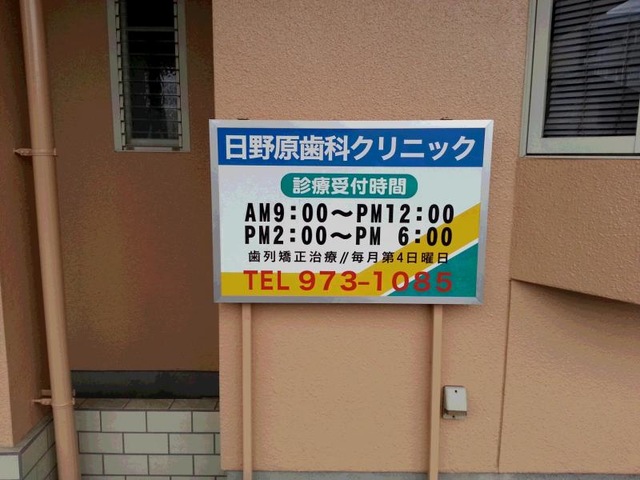 日野原歯科クリニック
診療受付時間
AM9:00～PM12:00
PM2:00～PM 6:00
歯列矯正治療//毎月第4日曜日
TEL 973-1085